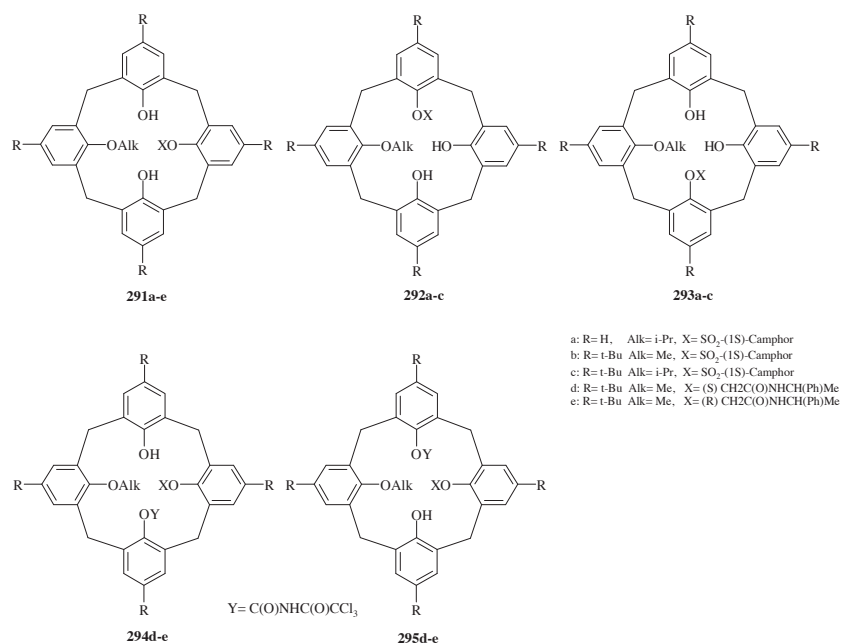 R R R
OH OX OH
R OAlk XO R R OAlk HO R R OAlk HO R
OH OH OX
R R R
291a-e 292a-c 293a-c
a: R= H, Alk= i-Pr, X= SO2-(1S)-Camphor
b: R= t-Bu Alk= Me, X= SO2-(1S)-Camphor
c: R= t-Bu Alk= i-Pr, X= SO2-(1S)-Camphor
d: R= t-Bu Alk= Me, X= (S) CH2C(O)NHCH(Ph)Me
e: R= t-Bu Alk= Me, X= (R) CH2C(O)NHCH(Ph)Me
R R
OH OY
R OAlk XO R R OAlk XO R
OY OH
R R
Y= C(O)NHC(O)CCl3
294d-e 295d-e